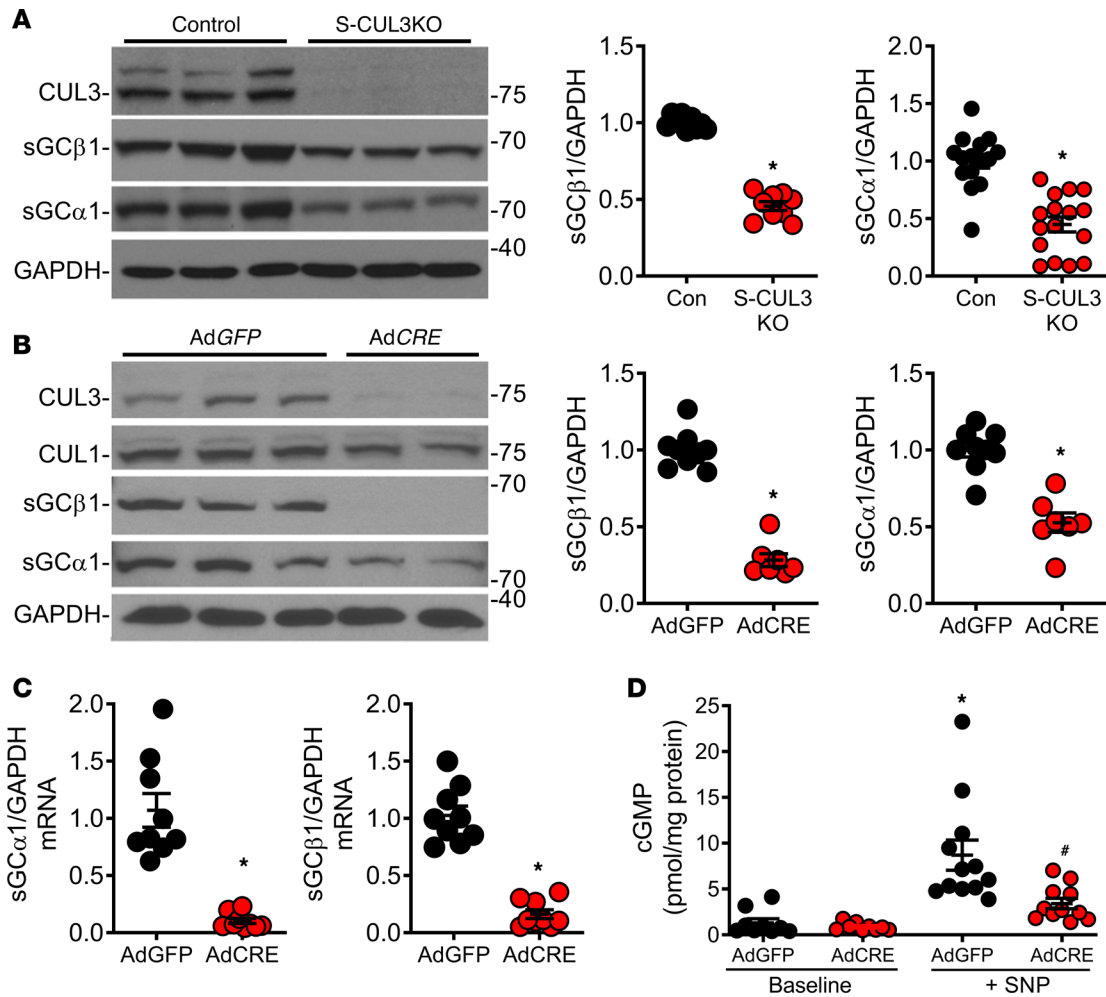 A
Control
S-CUL3KO
CUL3-
-75
sGCβ1-
-70
sGCα1-
-70
-40
GAPDH-
sGCβ1/GAPDH
1.5
1.0
0.5
0.0
*
Con
S-CUL3
KO
sGCα1/GAPDH
2.0
1.5
1.0
0.5
0.0
*
Con
S-CUL3
KO
B
AdGFP
AdCRE
CUL3-
-75
CUL1-
-75
-70
sGCβ1-
sGCα1-
-70
-40
GAPDH-
sGCβ1/GAPDH
1.5
1.0
0.5
0.0
*
AdGFP
AdCRE
sGCα1/GAPDH
1.5
1.0
0.5
0.0
*
AdGFP
AdCRE
C
sGCα1/GAPDH
mRNA
2.0
1.5
1.0
0.5
0.0
*
AdGFP
AdCRE
sGCβ1/GAPDH
mRNA
2.0
1.5
1.0
0.5
0.0
*
AdGFP
AdCRE
D
cGMP
(pmol/mg protein)
25
20
15
10
5
0
*
#
AdGFP
AdCRE
AdGFP
AdCRE
Baseline
+ SNP